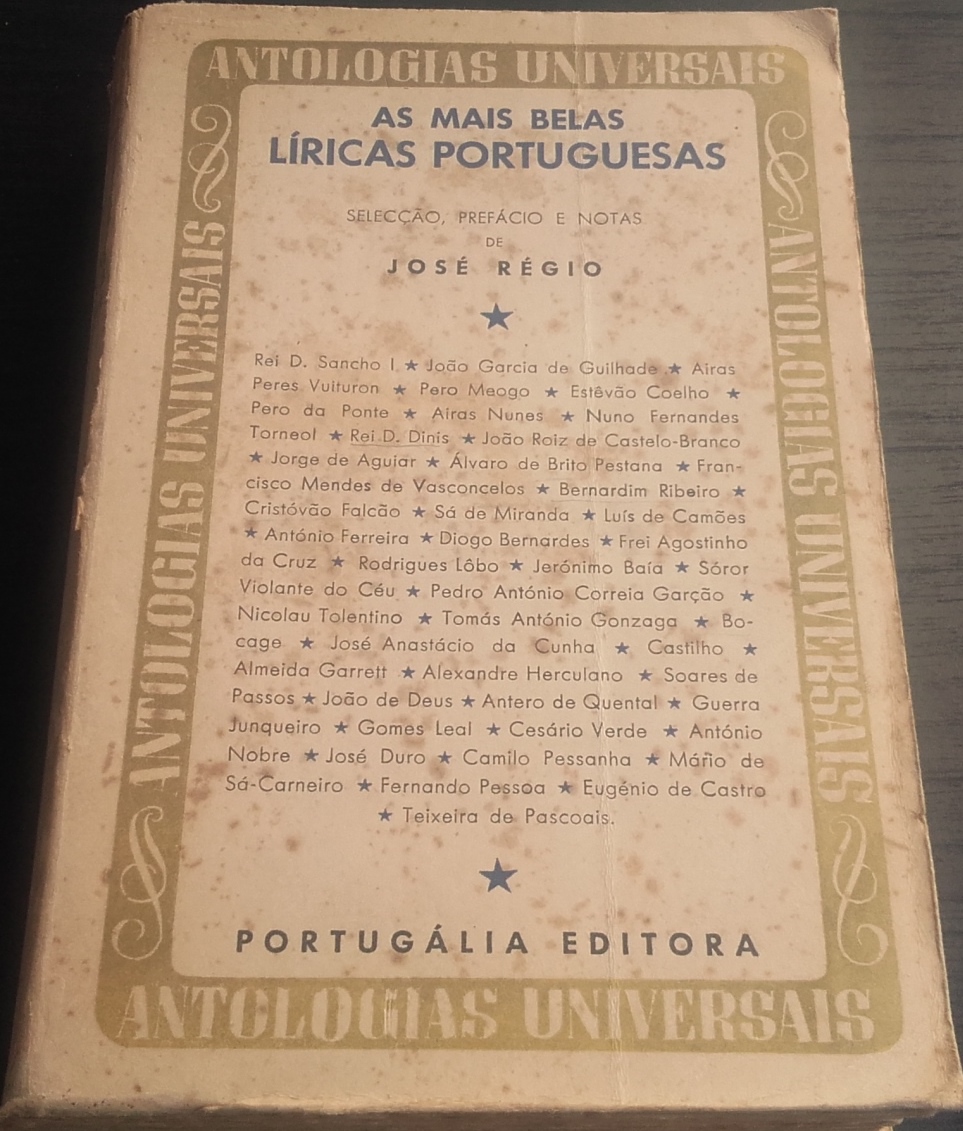 ANTOLOGIAS UNIVERSAIS
ANTOLOGIAS UNIVERSAIS
AS MAIS BELAS
LÍRICAS PORTUGUESAS
SELECÇÃO, PREFÁCIO E NOTAS
DE
JOSÉ RÉGIO
★
Rei D. Sancho I ★ João Garcia de Guilhade ★ Airas
Peres Vuituron ★ Pero Meogo ★ Estêvão Coelho ★
Pero da Ponte ★ Airas Nunes ★ Nuno Fernandes
Torneol ★ Rei D. Dinis ★ João Roiz de Castelo-Branco
★ Jorge de Aguiar ★ Álvaro de Brito Pestana ★ Fran-
cisco Mendes de Vasconcelos ★ Bernardim Ribeiro ★
Cristóvão Falcão ★ Sá de Miranda ★ Luís de Camões
★ António Ferreira ★ Diogo Bernardes ★ Frei Agostinho
da Cruz ★ Rodrigues Lôbo ★ Jerónimo Baía ★ Sóror
Violante do Céu ★ Pedro António Correia Garção ★
Nicolau Tolentino ★ Tomás António Gonzaga ★ Bo-
cage ★ José Anastácio da Cunha ★ Castilho ★
Almeida Garrett ★ Alexandre Herculano ★ Soares de
Passos ★ João de Deus ★ Antero de Quental ★ Guerra
Junqueiro ★ Gomes Leal ★ Cesário Verde ★ António
Nobre ★ José Duro ★ Camilo Pessanha ★ Mário de
Sá-Carneiro ★ Fernando Pessoa ★ Eugénio de Castro
★ Teixeira de Pascoais.
★
PORTUGÁLIA EDITORA
ANTOLOGIAS UNIVERSAIS
ANTOLOGIAS UNIVERSAIS